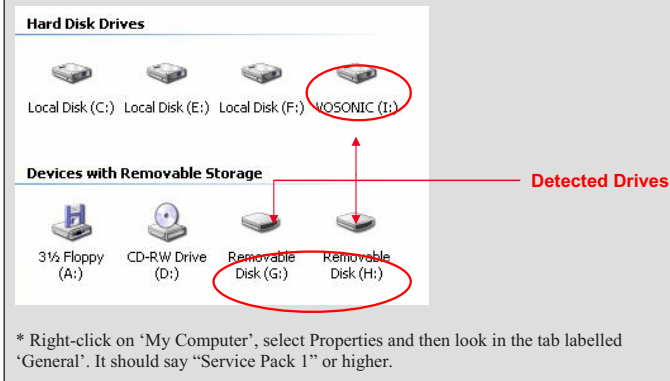 Hard Disk Drives
Local Disk (C:) Local Disk (E:) Local Disk (F:) VOSONIC (I:)
Devices with Removable Storage
Detected Drives
3½ Floppy (A:)
CD-RW Drive (D:)
Removable Disk (G:)
Removable Disk (H:)
* Right-click on ‘My Computer’, select Properties and then look in the tab labelled
‘General’. It should say “Service Pack 1” or higher.